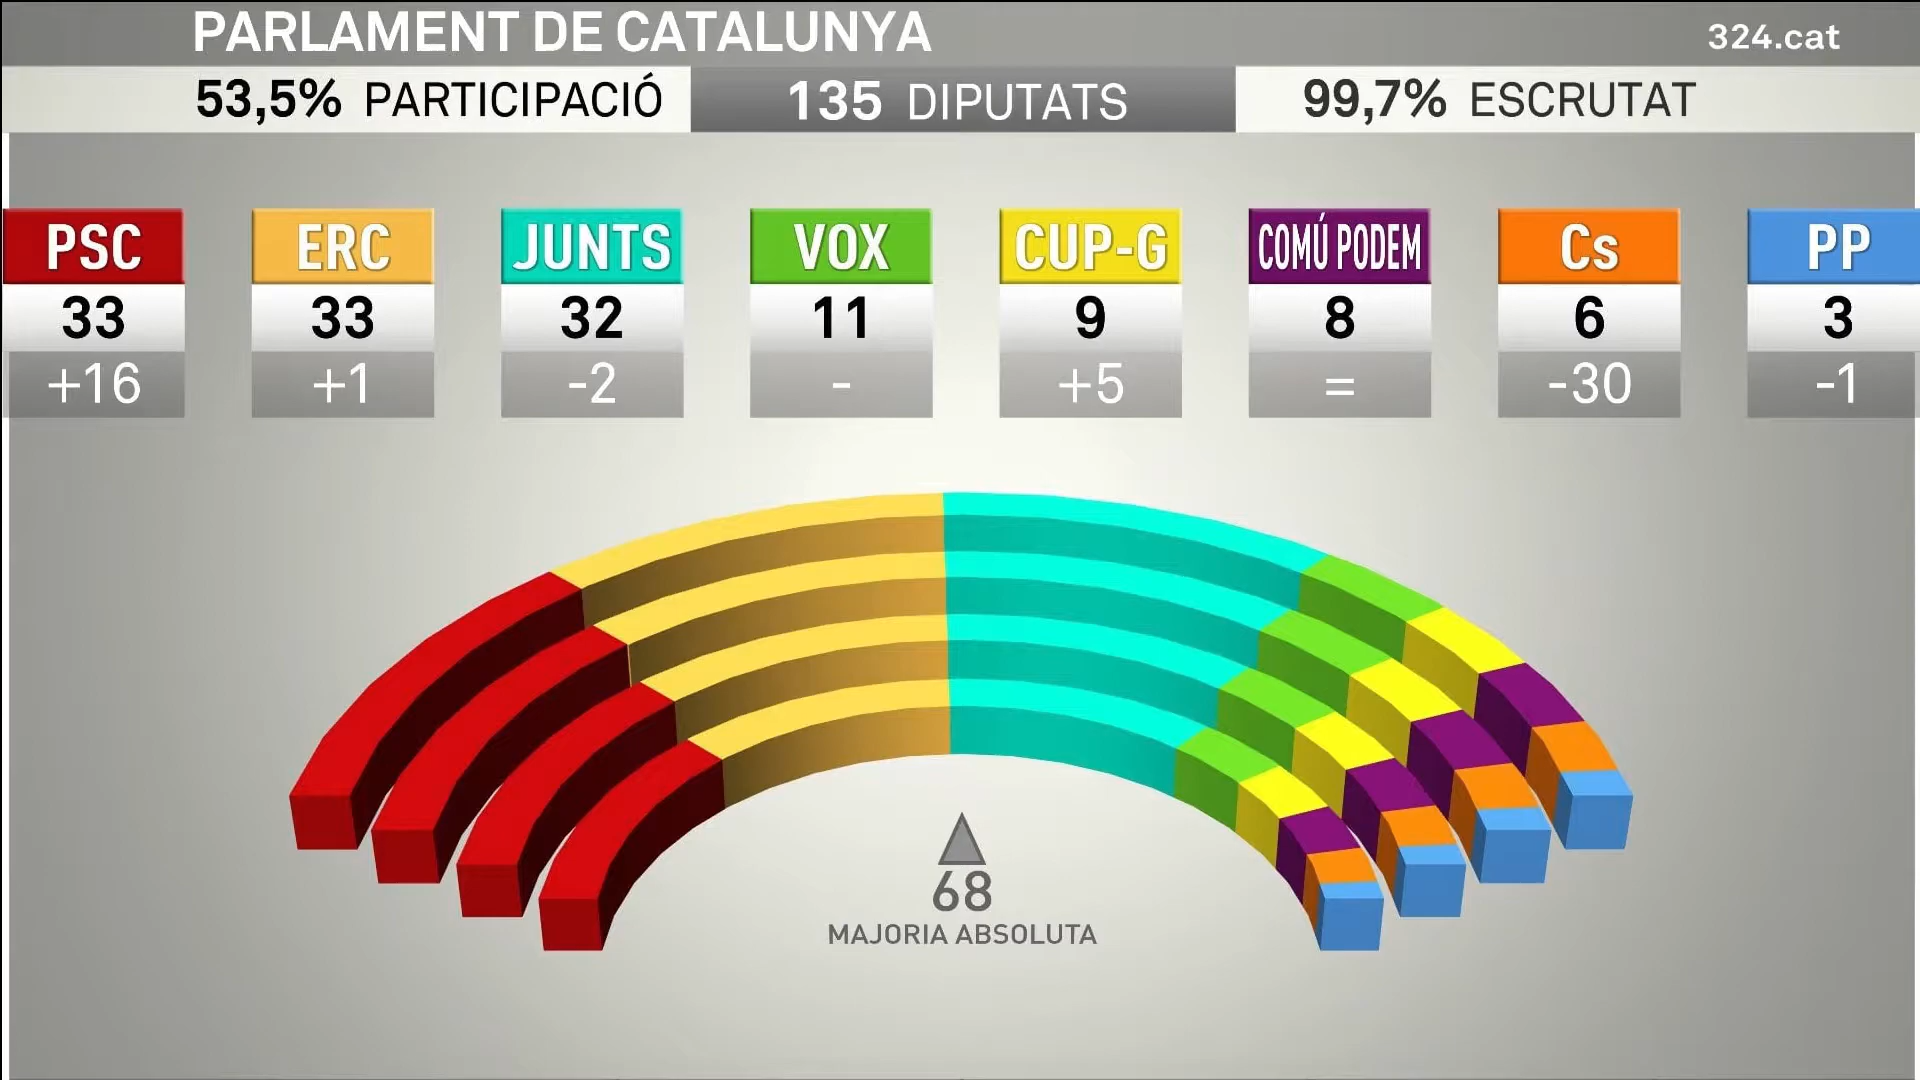 PARLAMENT DE CATALUNYA
324.cat
53,5% PARTICIPACIÓ
135 DIPUTATS
99,7% ESCRUTAT
PSC
33
+16
ERC
33
+1
JUNTS
32
-2
VOX
11
-
CUP-G
9
+5
COMÚ PODEM
8
=
Cs
6
-30
PP
3
-1
68
MAJORIA ABSOLUTA